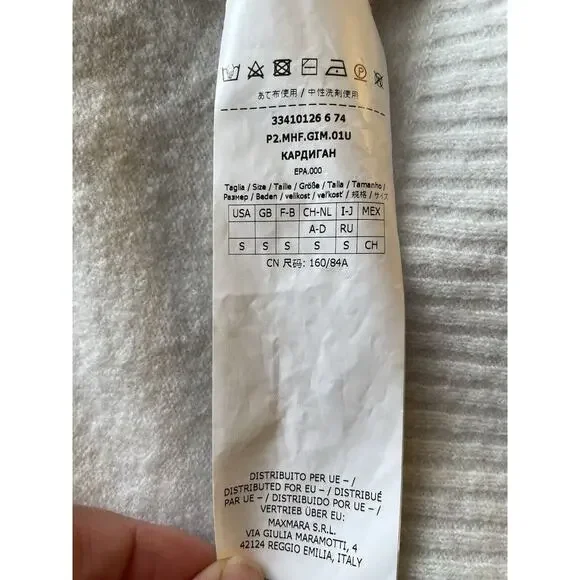 あて布使用 / 中性洗剤使用
33410126 6 74
P2.MHF.GIM.01U
КАРДИГАН
EPA.000
Taglia / Size / Taille / Größe / Talla / Tamanho /
Размер / Beden / velikost / veľkosť / 规格 / サイズ
USA GB F-B CH-NL I-J MEX
A-D RU
S S S S S CH
CN 尺码: 160/84A
DISTRIBUITO PER UE – /
DISTRIBUTED FOR EU – / DISTRIBUÉ
PAR UE – / DISTRIBUIDO POR UE – /
VERTRIEB ÜBER EU:
MAXMARA S.R.L.
VIA GIULIA MARAMOTTI, 4
42124 REGGIO EMILIA, ITALY